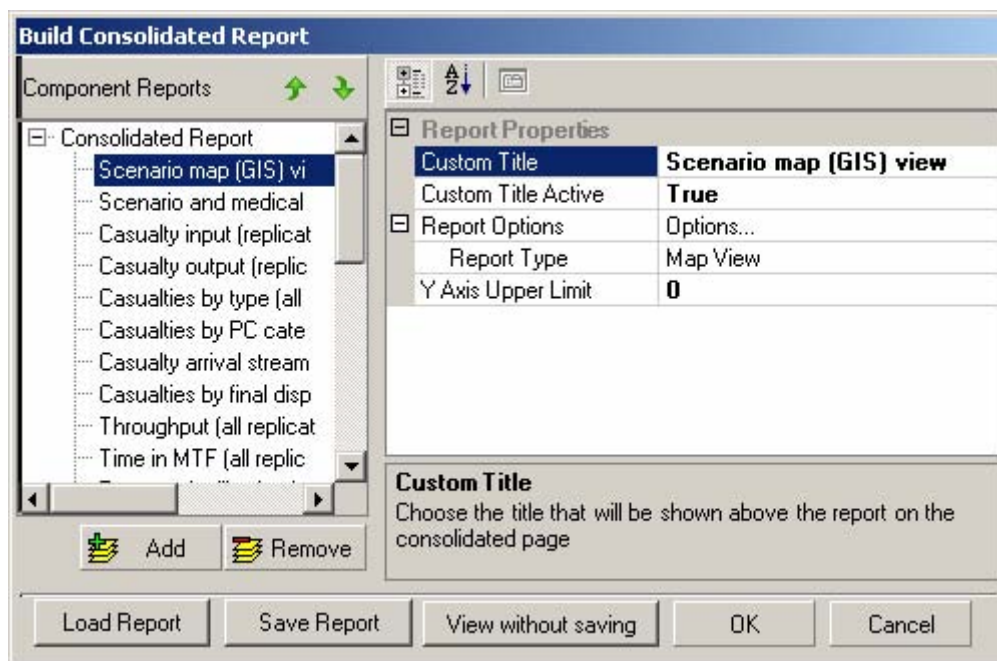 Build Consolidated Report
Component Reports
Consolidated Report
Scenario map (GIS) vi
Scenario and medical
Casualty input (replicat
Casualty output (replic
Casualties by type (all
Casualties by PC cate
Casualty arrival stream
Casualties by final disp
Throughput (all replicat
Time in MTF (all replic
Add
Remove
A
Z
Report Properties
Custom Title Scenario map (GIS) view
Custom Title Active True
Report Options Options...
Report Type Map View
Y Axis Upper Limit 0
Custom Title
Choose the title that will be shown above the report on the
consolidated page
Load Report
Save Report
View without saving
OK
Cancel